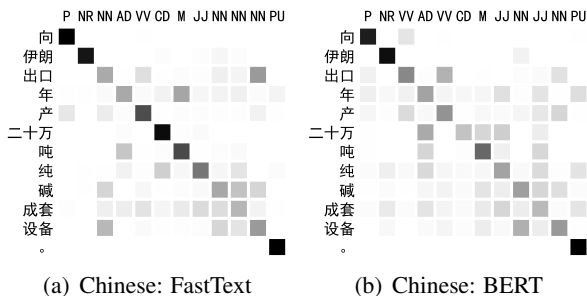 P NR NN AD VV CD M JJ NN NN NN PU
向
伊朗
出口
年
产
二十万
吨
纯
碱
成套
设备
。
(a) Chinese: FastText
P NR VV AD VV CD M JJ NN JJ NN PU
向
伊朗
出口
年
产
二十万
吨
纯
碱
成套
设备
。
(b) Chinese: BERT